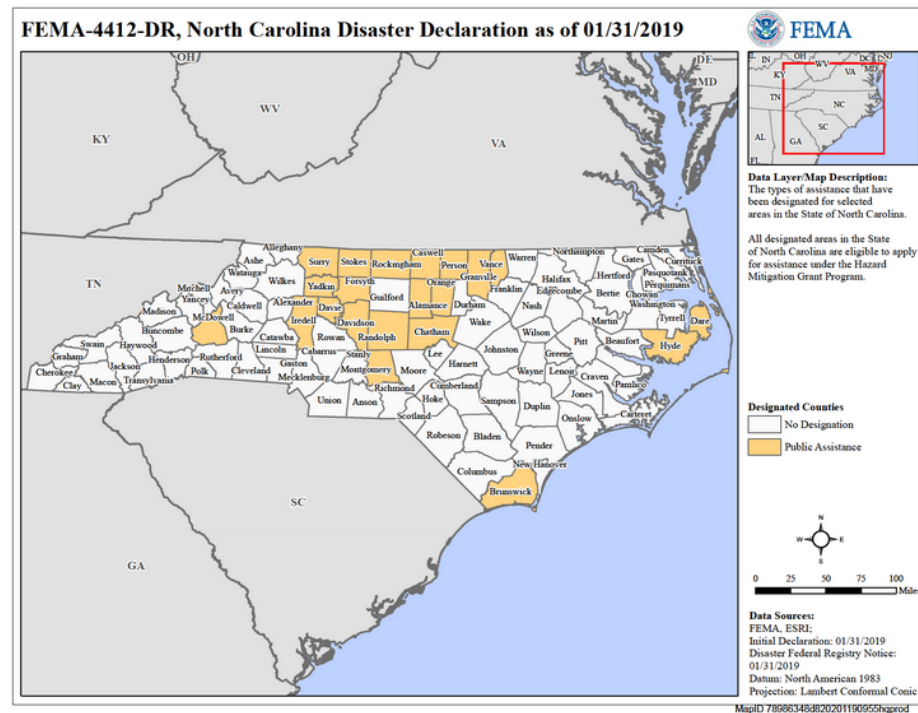 FEMA-4412-DR, North Carolina Disaster Declaration as of 01/31/2019
FEMA
OH
DE
MD
WV
KY
VA
TN
SC
GA
IN
OH
WV
DC
NJ
KY
VA
MD
TN
NC
SC
AL
GA
FL
Alleghany
Ashe
Surry
Stokes
Rockingham
Caswell
Person
Vance
Granville
Warren
Northampton
Gates
Camden
Currituck
Pasquotank
Perquimans
Chowan
Hertford
Halifax
Bertie
Watauga
Wilkes
Yadkin
Forsyth
Guilford
Alamance
Orange
Durham
Franklin
Nash
Edgecombe
Martin
Washington
Tyrrell
Dare
Mitchell
Yancey
Avery
Caldwell
Alexander
Iredell
Davie
Davidson
Randolph
Chatham
Wake
Wilson
Pitt
Beaufort
Hyde
Madison
McDowell
Burke
Catawba
Rowan
Buncombe
Haywood
Swain
Graham
Cherokee
Clay
Macon
Jackson
Transylvania
Henderson
Polk
Rutherford
Cleveland
Lincoln
Gaston
Mecklenburg
Cabarrus
Stanly
Montgomery
Moore
Lee
Harnett
Johnston
Wayne
Greene
Lenoir
Craven
Pamlico
Jones
Carteret
Onslow
Duplin
Sampson
Cumberland
Hoke
Richmond
Scotland
Anson
Union
Robeson
Bladen
Pender
Columbus
New Hanover
Brunswick
Data Layer/Map Description:
The types of assistance that have
been designated for selected
areas in the State of North Carolina.
All designated areas in the State
of North Carolina are eligible to apply
for assistance under the Hazard
Mitigation Grant Program.
Designated Counties
No Designation
Public Assistance
N
W
E
S
0 25 50 75 100
Miles
Data Sources:
FEMA, ESRI;
Initial Declaration: 01/31/2019
Disaster Federal Registry Notice:
01/31/2019
Datum: North American 1983
Projection: Lambert Conformal Conic
MapID 78986348d820201190955hqprod